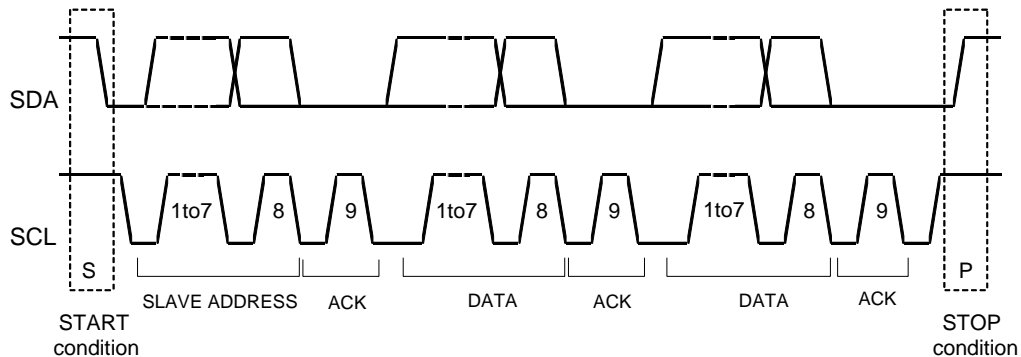 SDA
SCL
1to7 8 9 1to7 8 9 1to7 8 9
S P
SLAVE ADDRESS ACK DATA ACK DATA ACK
START condition
STOP condition